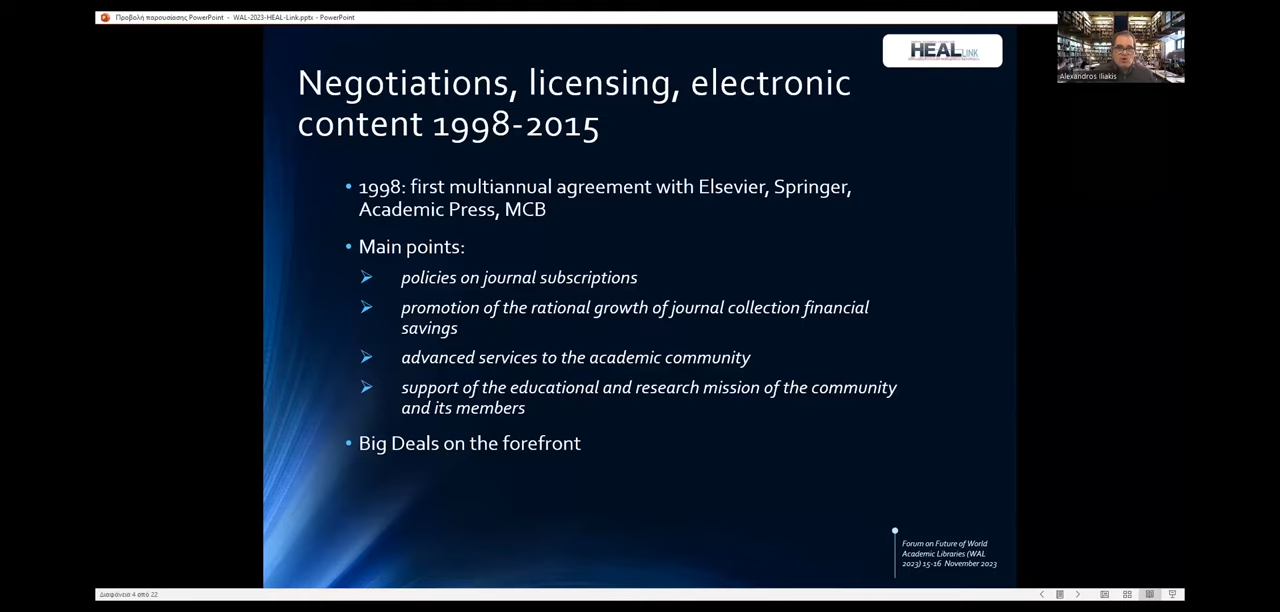 Προβολή παρουσίασης PowerPoint - WAL-2023-HEAL-Link.pptx - PowerPoint
HEAL LINK
Alexandros Iliakis
Negotiations, licensing, electronic
content 1998-2015
• 1998: first multiannual agreement with Elsevier, Springer,
Academic Press, MCB
• Main points:
➢ policies on journal subscriptions
➢ promotion of the rational growth of journal collection financial
savings
➢ advanced services to the academic community
➢ support of the educational and research mission of the community
and its members
• Big Deals on the forefront
Forum on Future of World
Academic Libraries (WAL
2023) 15-16 November 2023
Διαφάνεια 4 από 22